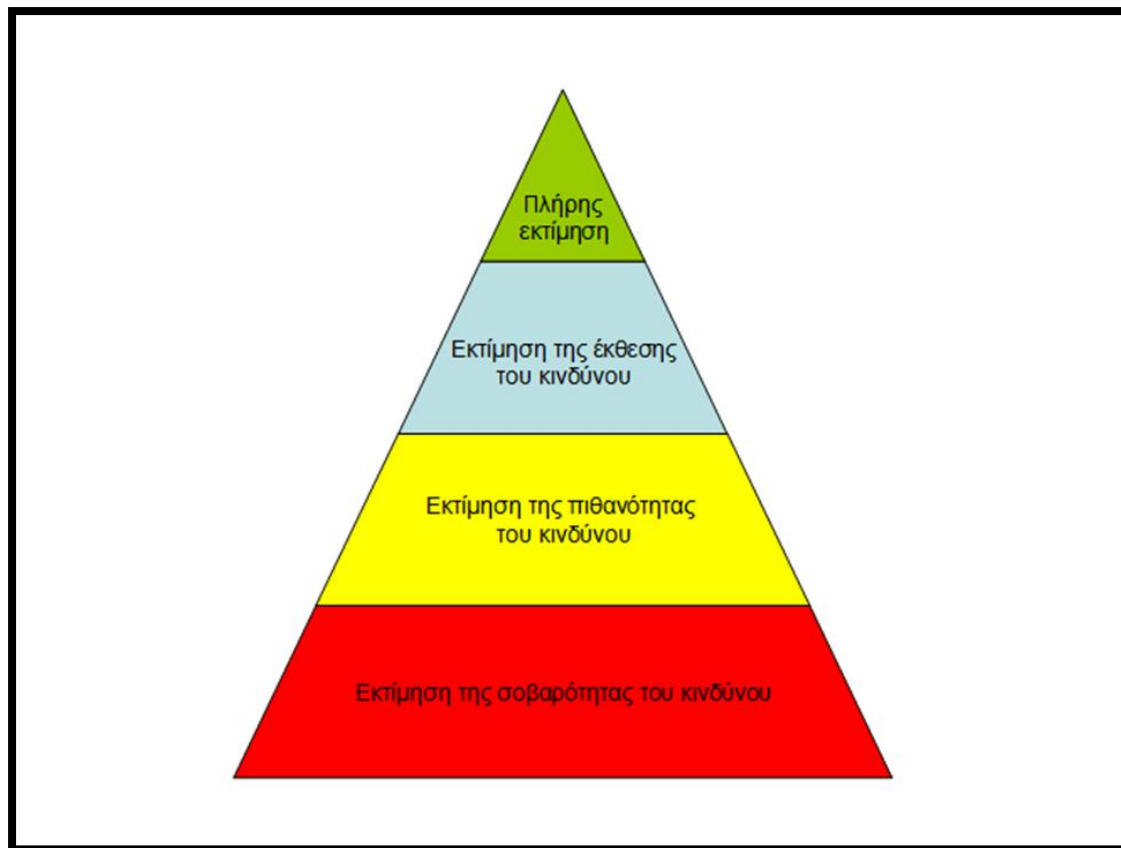 Πλήρης
εκτίμηση
Εκτίμηση της έκθεσης
του κινδύνου
Εκτίμηση της πιθανότητας
του κινδύνου
Εκτίμηση της σοβαρότητας του κινδύνου